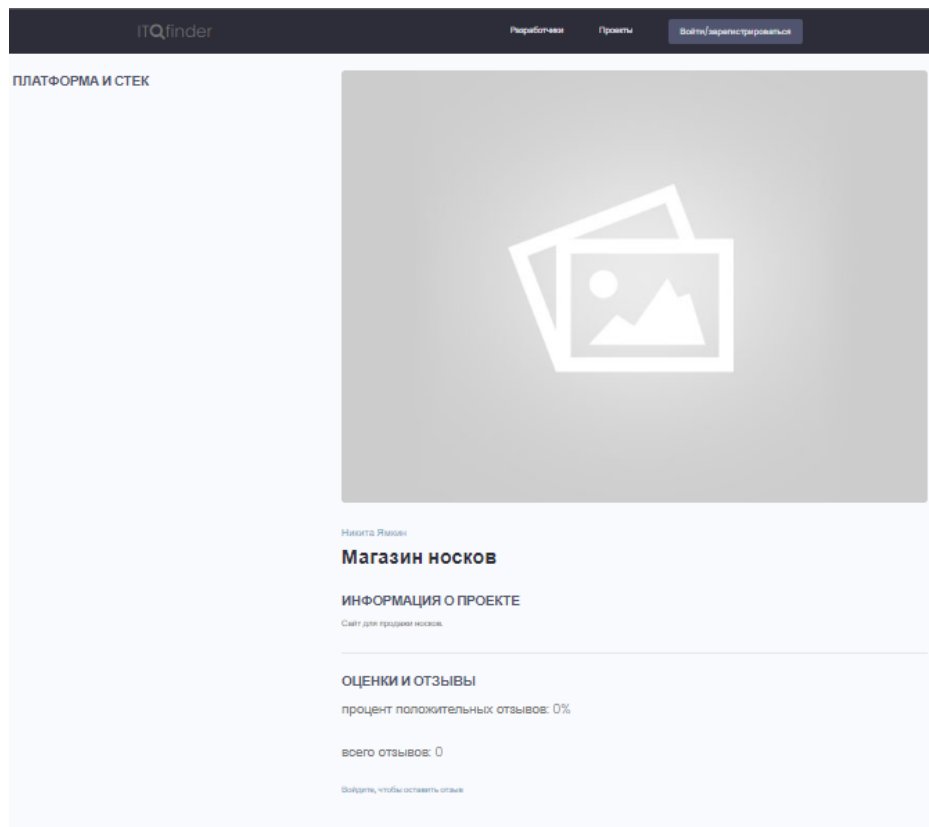 ITQfinder
Разработчики Проекты Войти/зарегистрироваться
ПЛАТФОРМА И СТЕК
Никита Ямкин
Магазин носков
ИНФОРМАЦИЯ О ПРОЕКТЕ
Сайт для продажи носков.
ОЦЕНКИ И ОТЗЫВЫ
процент положительных отзывов: 0%
всего отзывов: 0
Войдите, чтобы оставить отзыв